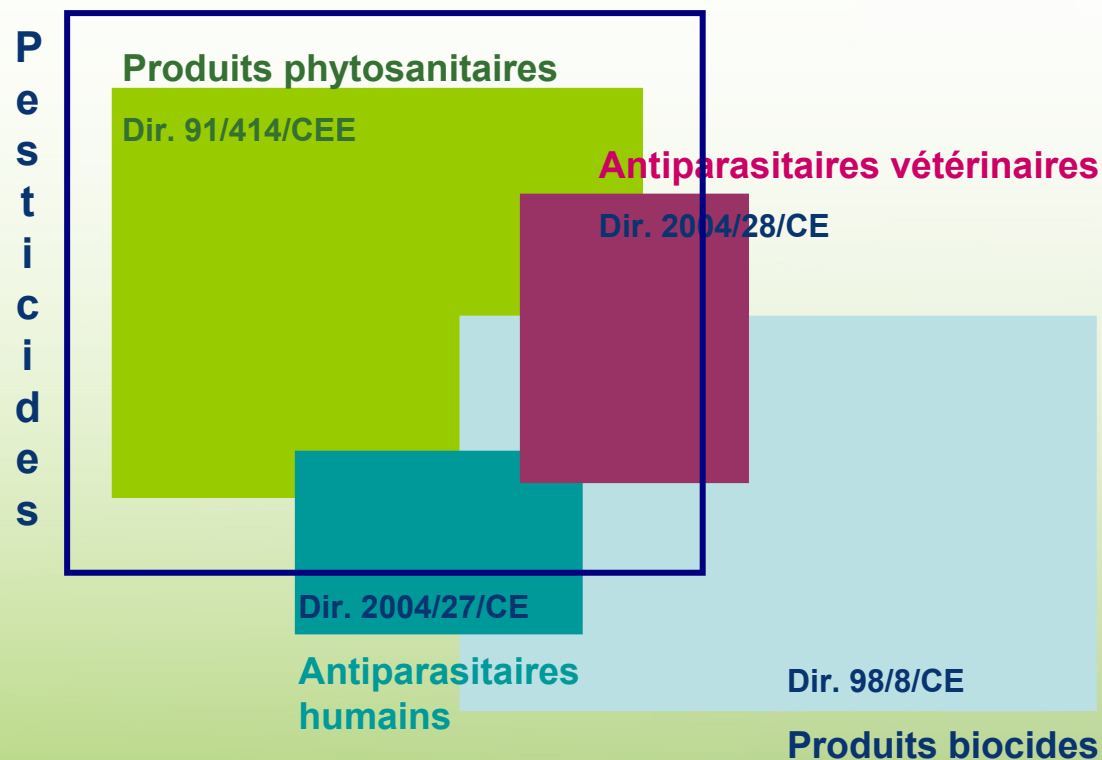 Pesticides
Produits phytosanitaires
Dir. 91/414/CEE
Antiparasitaires vétérinaires
Dir. 2004/28/CE
Dir. 2004/27/CE
Antiparasitaires
humains
Dir. 98/8/CE
Produits biocides